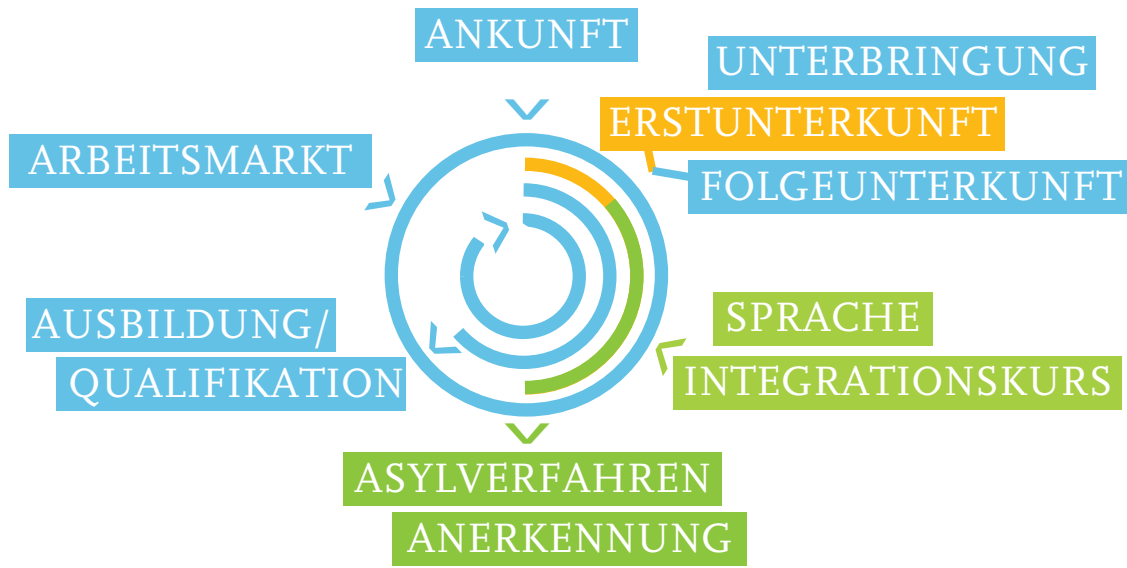 ANKUNFT
UNTERBRINGUNG
ERSTUNTERKUNFT
FOLGEUNTERKUNFT
SPRACHE
INTEGRATIONSKURS
ASYLVERFAHREN
ANERKENNUNG
AUSBILDUNG/
QUALIFIKATION
ARBEITSMARKT